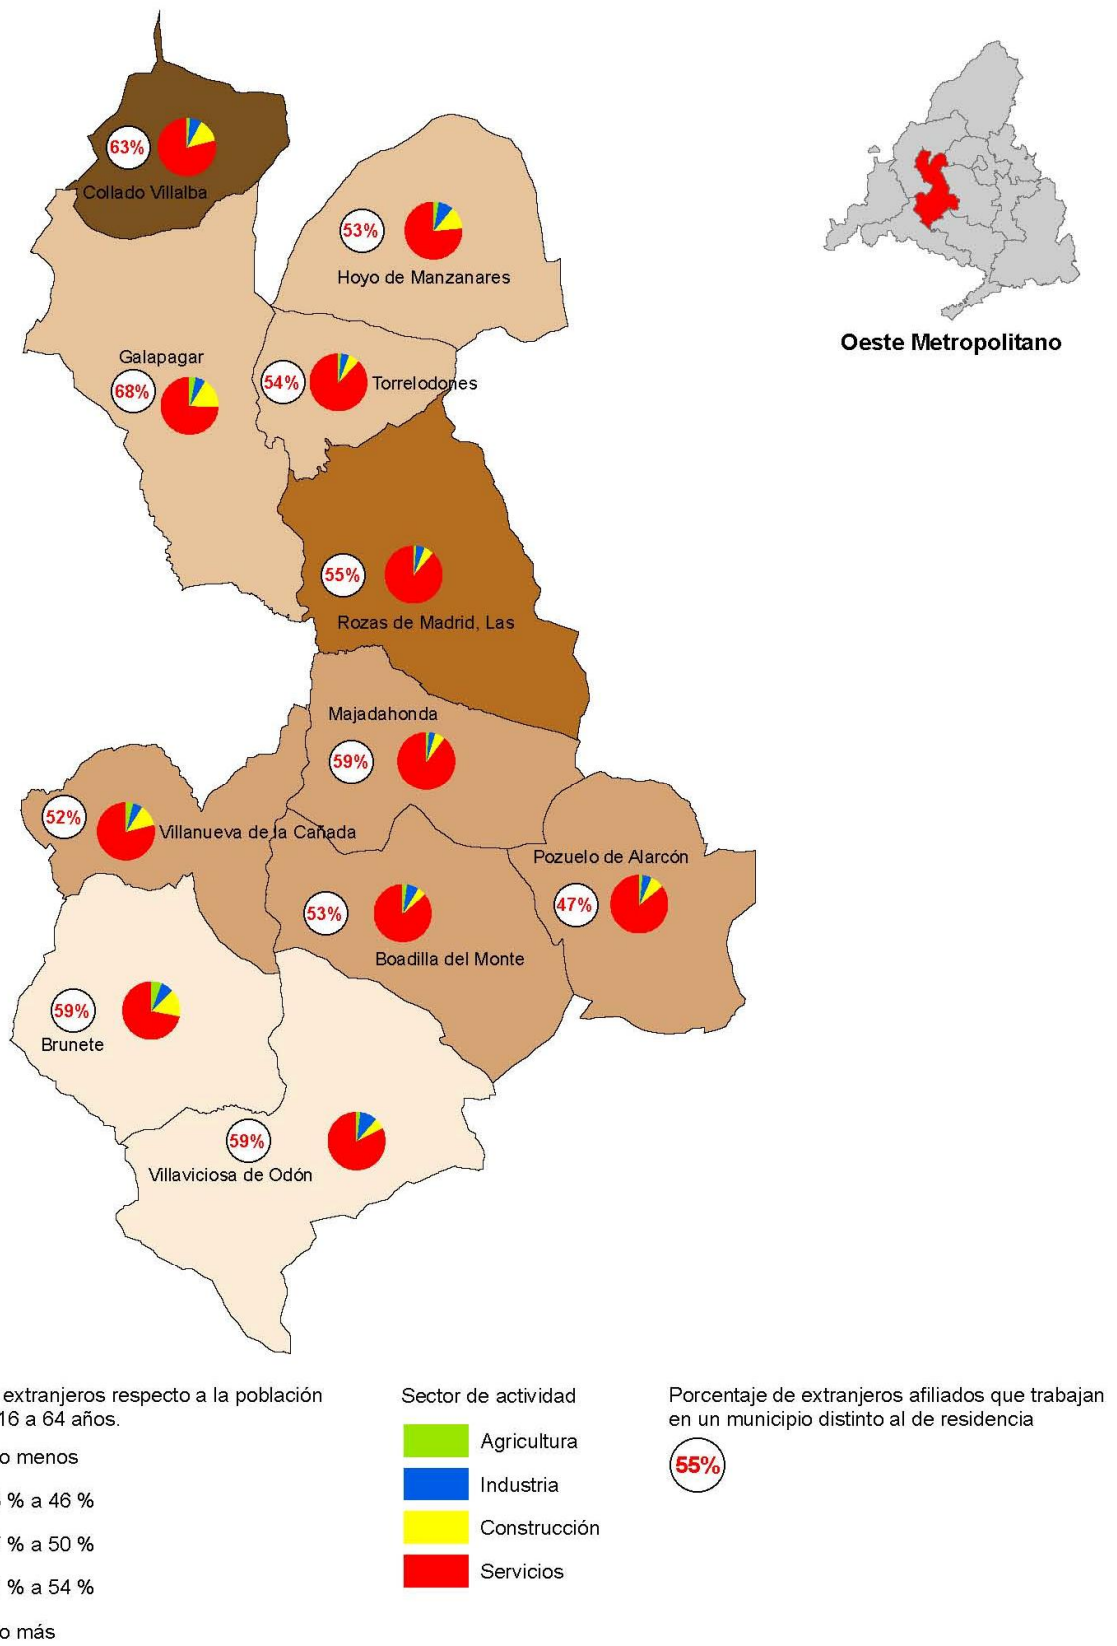 63%
Collado Villalba
53%
Hoyo de Manzanares
Oeste Metropolitano
Galapagar
68%
54%
Torrelodones
55%
Rozas de Madrid, Las
Majadahonda
59%
52%
Villanueva de la Cañada
Pozuelo de Alarcón
47%
53%
Boadilla del Monte
59%
Brunete
59%
Villaviciosa de Odón
extranjeros respecto a la población
16 a 64 años.
o menos
% a 46 %
% a 50 %
% a 54 %
o más
Sector de actividad
Agricultura
Industria
Construcción
Servicios
Porcentaje de extranjeros afiliados que trabajan
en un municipio distinto al de residencia
55%